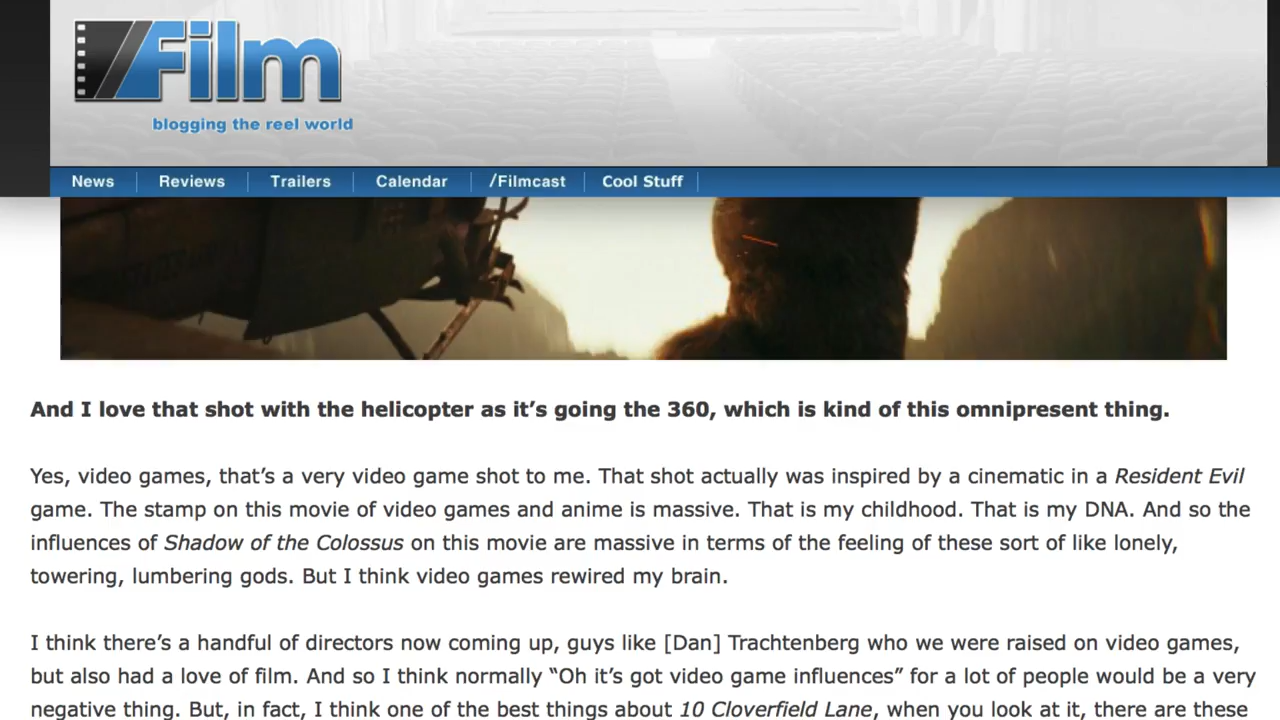 /Film
blogging the reel world
News Reviews Trailers Calendar /Filmcast Cool Stuff
And I love that shot with the helicopter as it’s going the 360, which is kind of this omnipresent thing.
Yes, video games, that’s a very video game shot to me. That shot actually was inspired by a cinematic in a Resident Evil
game. The stamp on this movie of video games and anime is massive. That is my childhood. That is my DNA. And so the
influences of Shadow of the Colossus on this movie are massive in terms of the feeling of these sort of like lonely,
towering, lumbering gods. But I think video games rewired my brain.
I think there’s a handful of directors now coming up, guys like [Dan] Trachtenberg who we were raised on video games,
but also had a love of film. And so I think normally “Oh it’s got video game influences” for a lot of people would be a very
negative thing. But, in fact, I think one of the best things about 10 Cloverfield Lane, when you look at it, there are these